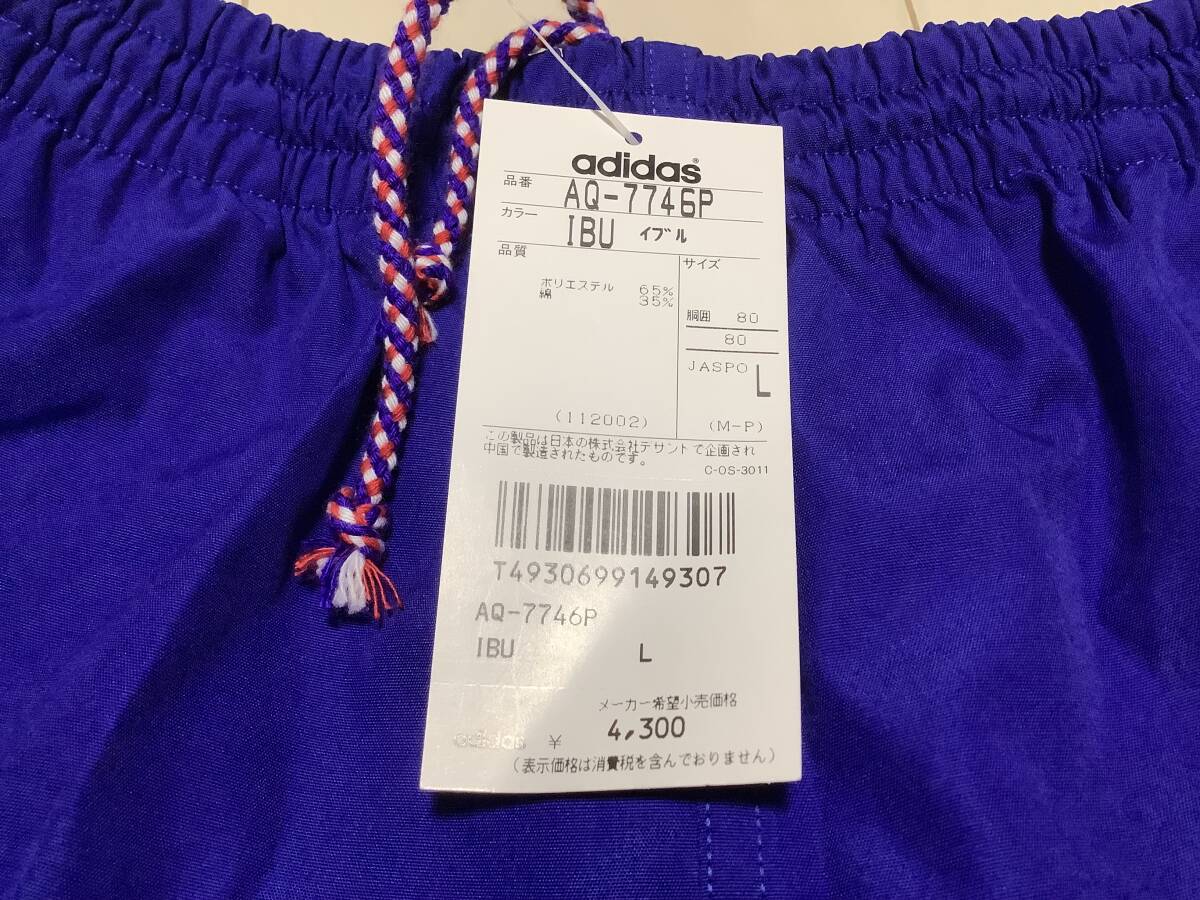 adidas®
品番 AQ-7746P
カラー IBU イブル
品質
サイズ
ポリエステル 65%
綿 35%
胴囲 80
80
JASPO L
(112002)
(M-P)
この製品は日本の株式会社デサントで企画され
中国で製造されたものです。
C-OS-3011
T4930699149307
AQ-7746P
IBU L
メーカー希望小売価格
adidas ¥ 4,300
(表示価格は消費税を含んでおりません)